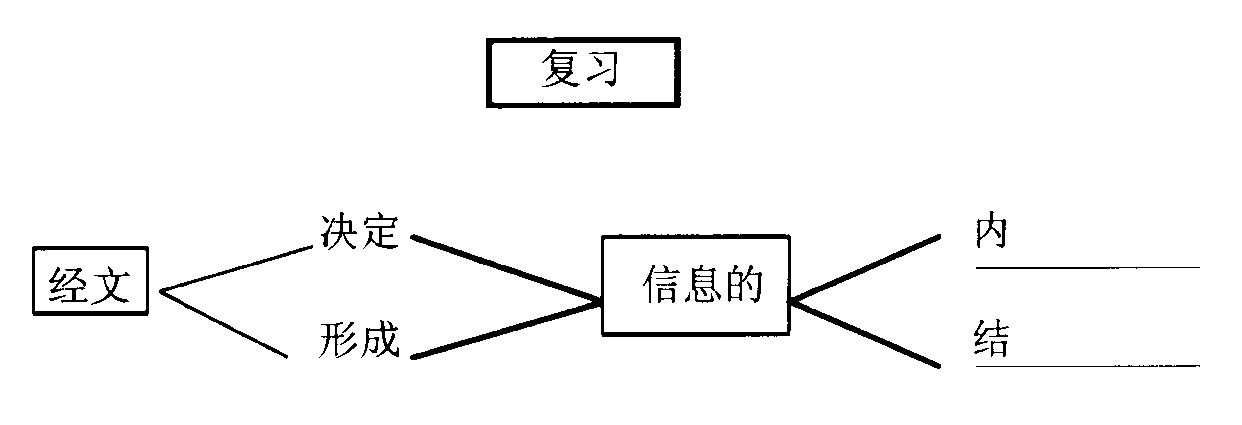 复习
决定
内
经文
信息的
形成
结